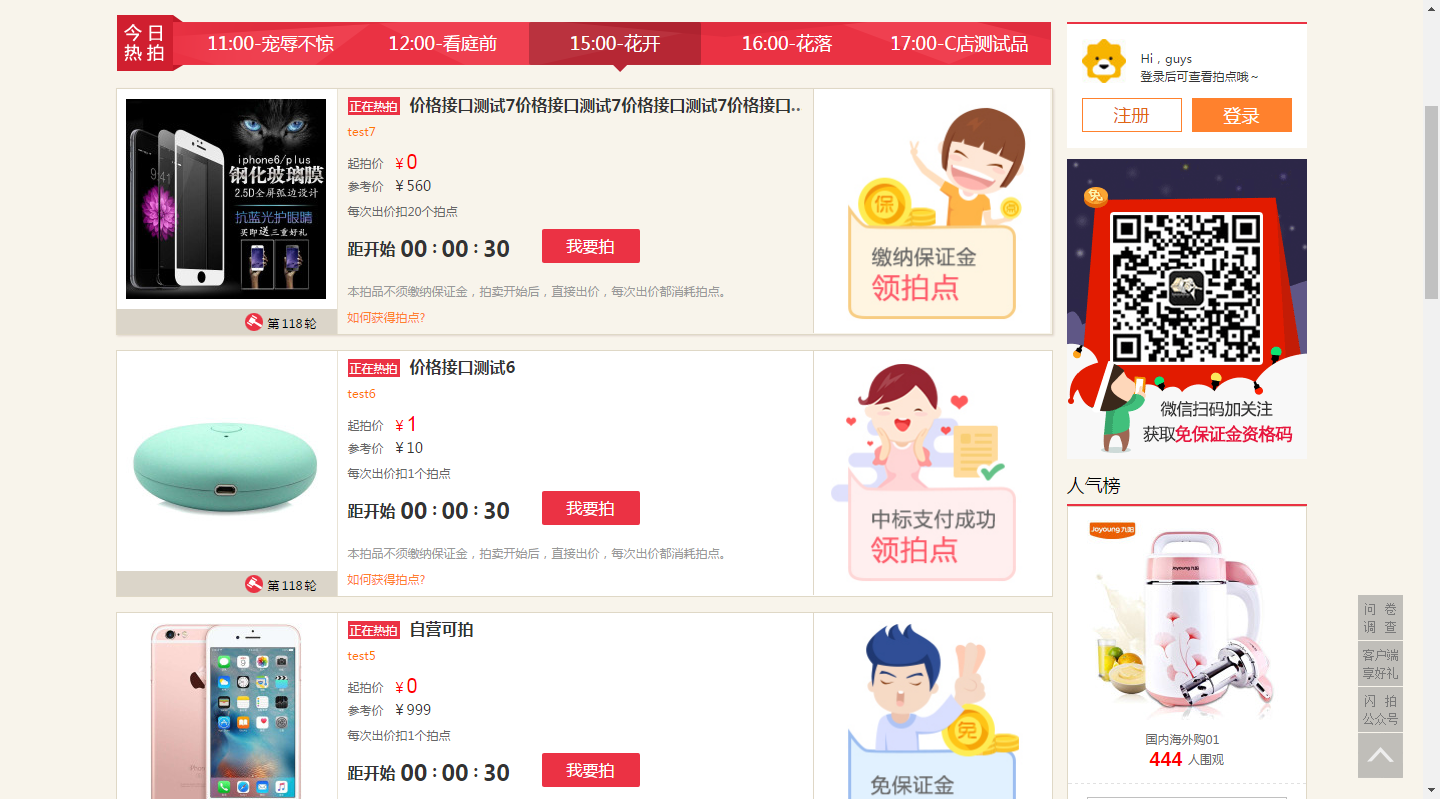 今日
热拍
11:00-宠辱不惊
12:00-看庭前
15:00-花开
16:00-花落
17:00-C店测试品
iphone6/plus
钢化玻璃膜
2.5D全屏弧边设计
抗蓝光护眼睛
买即送三重好礼
第118轮
正在热拍 价格接口测试7价格接口测试7价格接口测试7价格接口..
test7
起拍价 ¥0
参考价 ¥560
每次出价扣20个拍点
距开始 00:00:30 我要拍
本拍品不须缴纳保证金，拍卖开始后，直接出价，每次出价都消耗拍点。
如何获得拍点?
保
缴纳保证金
领拍点
第118轮
正在热拍 价格接口测试6
test6
起拍价 ¥1
参考价 ¥10
每次出价扣1个拍点
距开始 00:00:30 我要拍
本拍品不须缴纳保证金，拍卖开始后，直接出价，每次出价都消耗拍点。
如何获得拍点?
中标支付成功
领拍点
正在热拍 自营可拍
test5
起拍价 ¥0
参考价 ¥999
每次出价扣1个拍点
距开始 00:00:30 我要拍
免
免保证金
Hi，guys
登录后可查看拍点哦～
注册 登录
免
微信扫码加关注
获取免保证金资格码
人气榜
Joyoung 九阳
Joyoung 九阳
国内海外购01
444 人围观
问 卷
调 查
客户端
享好礼
闪 拍
公众号